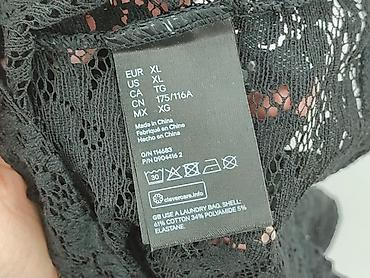 EUR XL
US XL
CA TG
CN 175/116A
MX XG
Made in China
Fabriqué en Chine
Hecho en China
O/N 114683
P/N 0904416 2
30
clevercare.info
GB USE A LAUNDRY BAG. SHELL:
61% COTTON 34% POLYAMIDE 5%
ELASTANE.